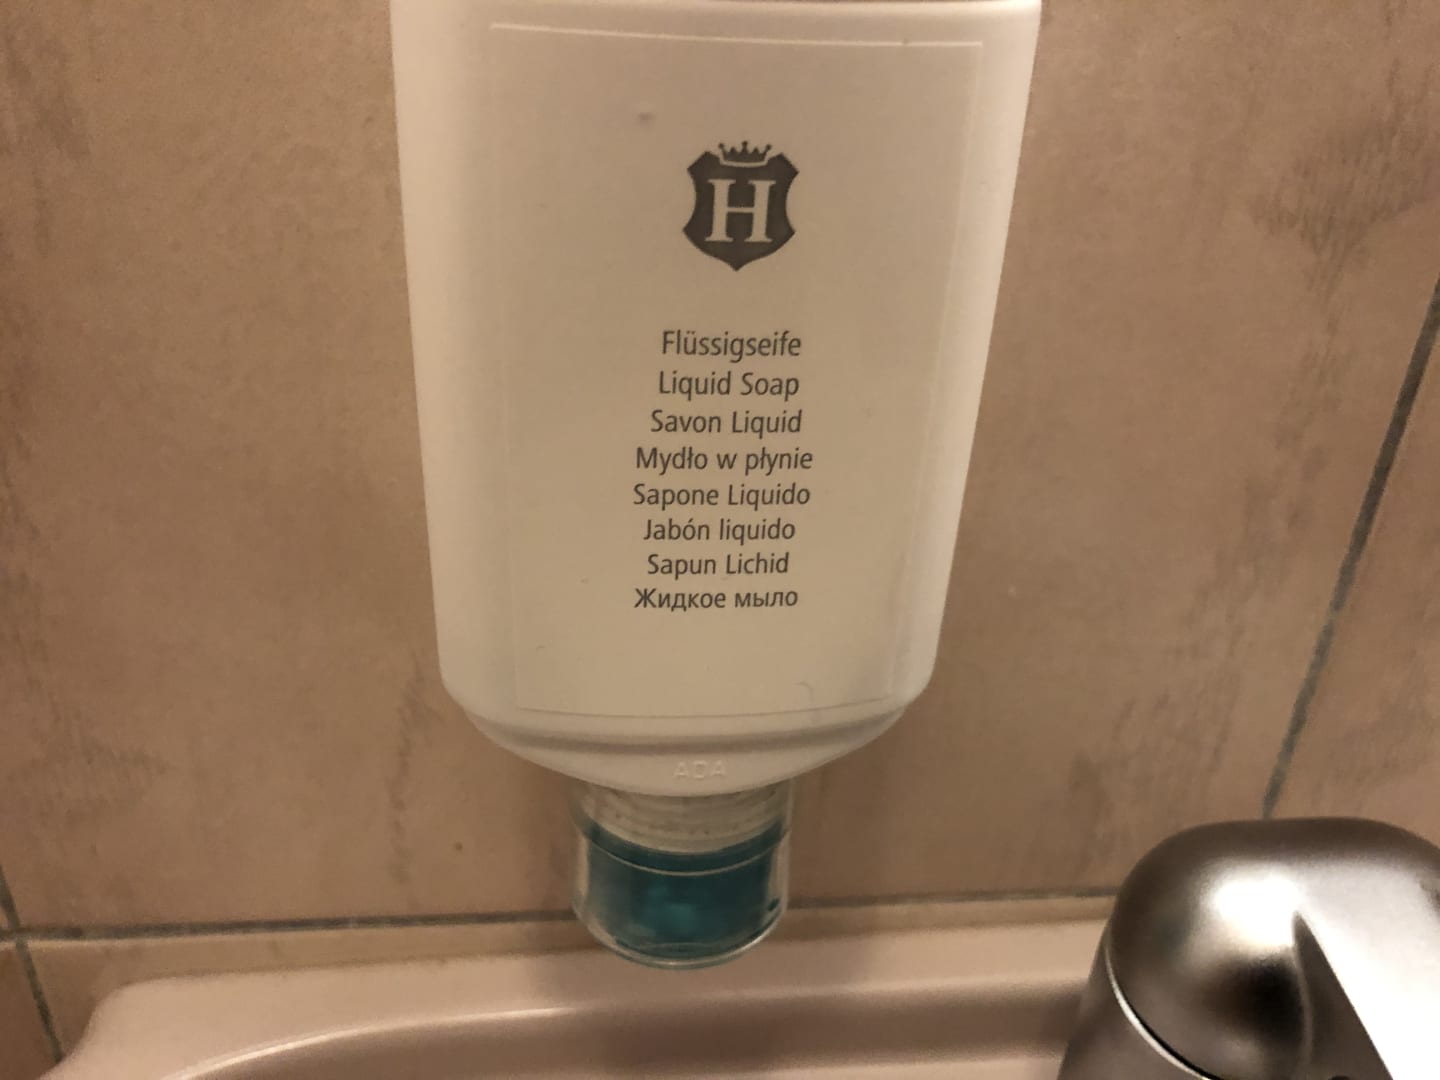 H
Flüssigseife
Liquid Soap
Savon Liquid
Mydło w płynie
Sapone Liquido
Jabón liquido
Sapun Lichid
Жидкое мыло
ADA